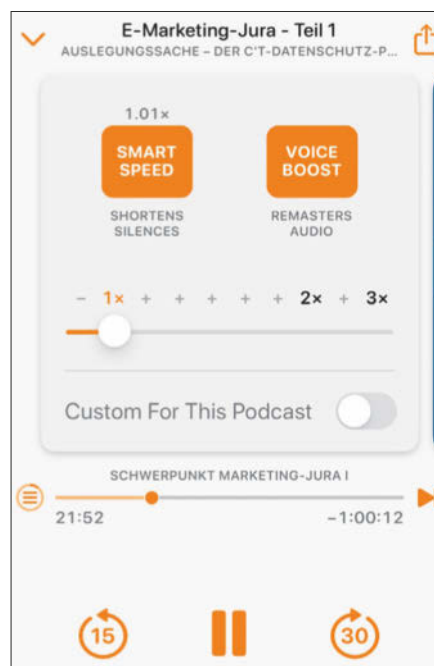 E-Marketing-Jura - Teil 1
AUSLEGUNGSSACHE – DER C'T-DATENSCHUTZ-P...
1.01×
SMART SPEED
VOICE BOOST
SHORTENS SILENCES
REMASTERS AUDIO
– 1× + + + + + 2× + 3×
Custom For This Podcast
SCHWERPUNKT MARKETING-JURA I
21:52 –1:00:12
15 30